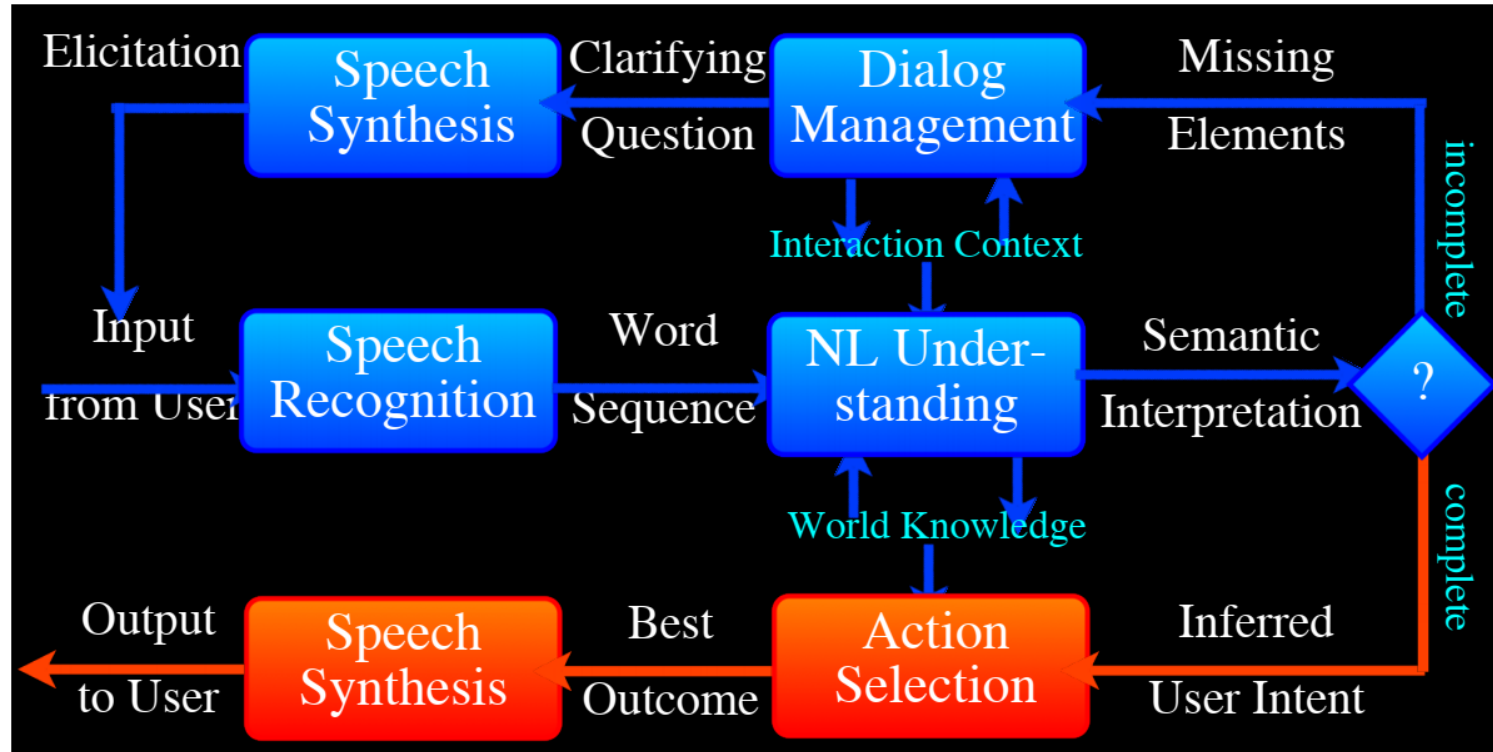 Elicitation
Speech
Synthesis
Clarifying
Question
Dialog
Management
Missing
Elements
incomplete
Interaction Context
Input
from User
Speech
Recognition
Word
Sequence
NL Under-
standing
Semantic
Interpretation
?
World Knowledge
complete
Output
to User
Speech
Synthesis
Best
Outcome
Action
Selection
Inferred
User Intent